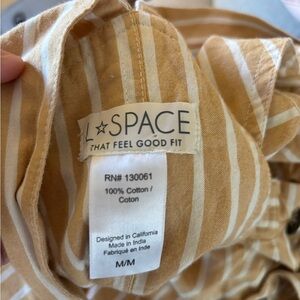 L☆SPACE
THAT FEEL GOOD FIT
RN# 130061
100% Cotton /
Coton
Designed in California
Made in India
Fabriqué en Inde
M/M